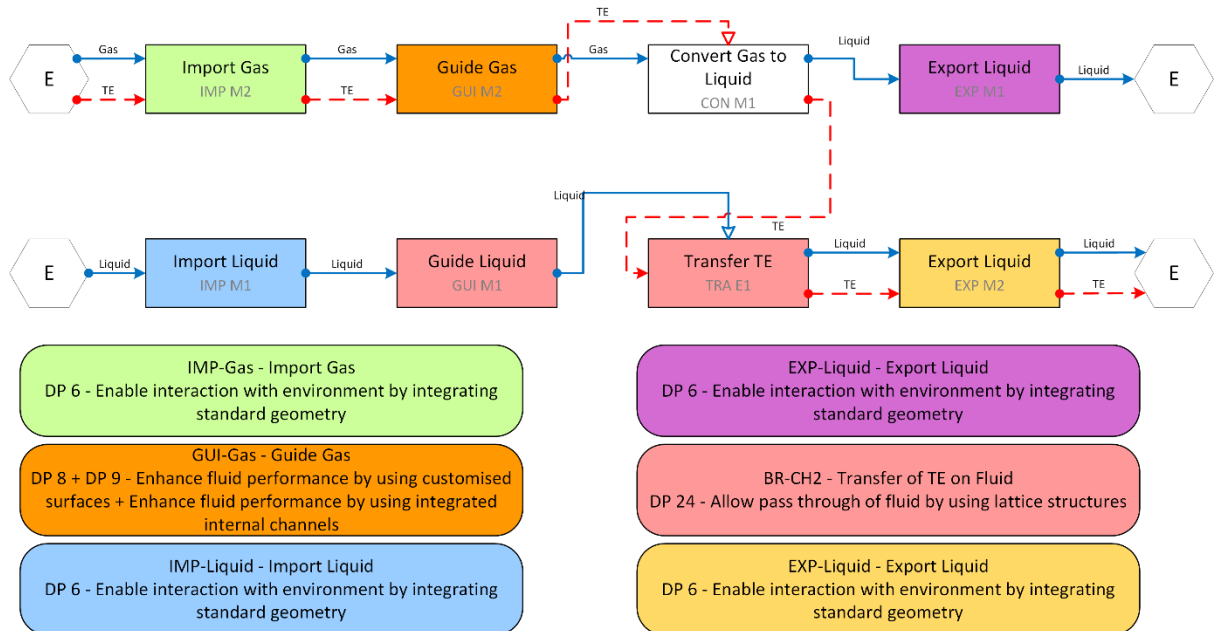 TE
Gas
Gas
Gas
Liquid
E
Import Gas
IMP M2
Guide Gas
GUI M2
Convert Gas to
Liquid
CON M1
Export Liquid
EXP M1
Liquid
E
TE
TE
Liquid
TE
Liquid
Liquid
E
Liquid
Import Liquid
IMP M1
Liquid
Guide Liquid
GUI M1
Transfer TE
TRA E1
Export Liquid
EXP M2
E
TE
TE
IMP-Gas - Import Gas
DP 6 - Enable interaction with environment by integrating
standard geometry
GUI-Gas - Guide Gas
DP 8 + DP 9 - Enhance fluid performance by using customised
surfaces + Enhance fluid performance by using integrated
internal channels
IMP-Liquid - Import Liquid
DP 6 - Enable interaction with environment by integrating
standard geometry
EXP-Liquid - Export Liquid
DP 6 - Enable interaction with environment by integrating
standard geometry
BR-CH2 - Transfer of TE on Fluid
DP 24 - Allow pass through of fluid by using lattice structures
EXP-Liquid - Export Liquid
DP 6 - Enable interaction with environment by integrating
standard geometry